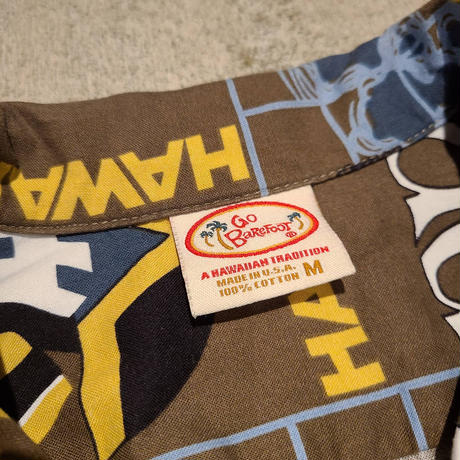 HAWA
GO
BAREFOOT
A HAWAIIAN TRADITION
MADE IN U.S.A.
100% COTTON M
HA